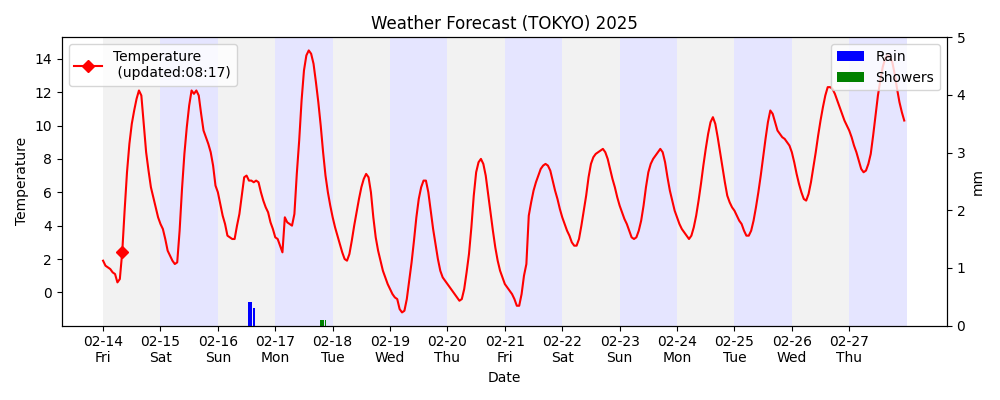 Weather Forecast (TOKYO) 2025
Temperature
(updated:08:17)
Rain
Showers
Temperature
14
12
10
8
6
4
2
0
5
4
3
2
1
0
mm
02-14 02-15 02-16 02-17 02-18 02-19 02-20 02-21 02-22 02-23 02-24 02-25 02-26 02-27
Fri Sat Sun Mon Tue Wed Thu Fri Sat Sun Mon Tue Wed Thu
Date